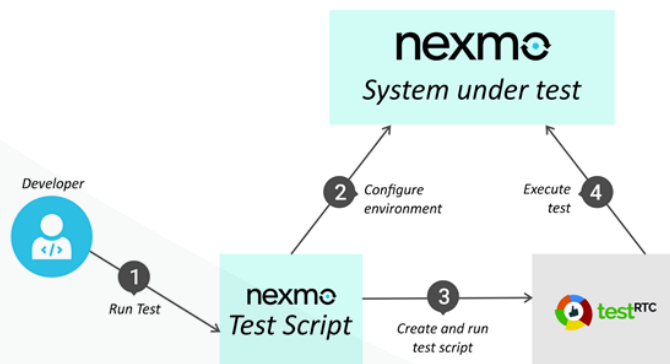 nexmo
System under test
Developer
2
Configure
environment
Execute
test
4
</>
1
Run Test
nexmo
Test Script
3
Create and run
test script
testRTC